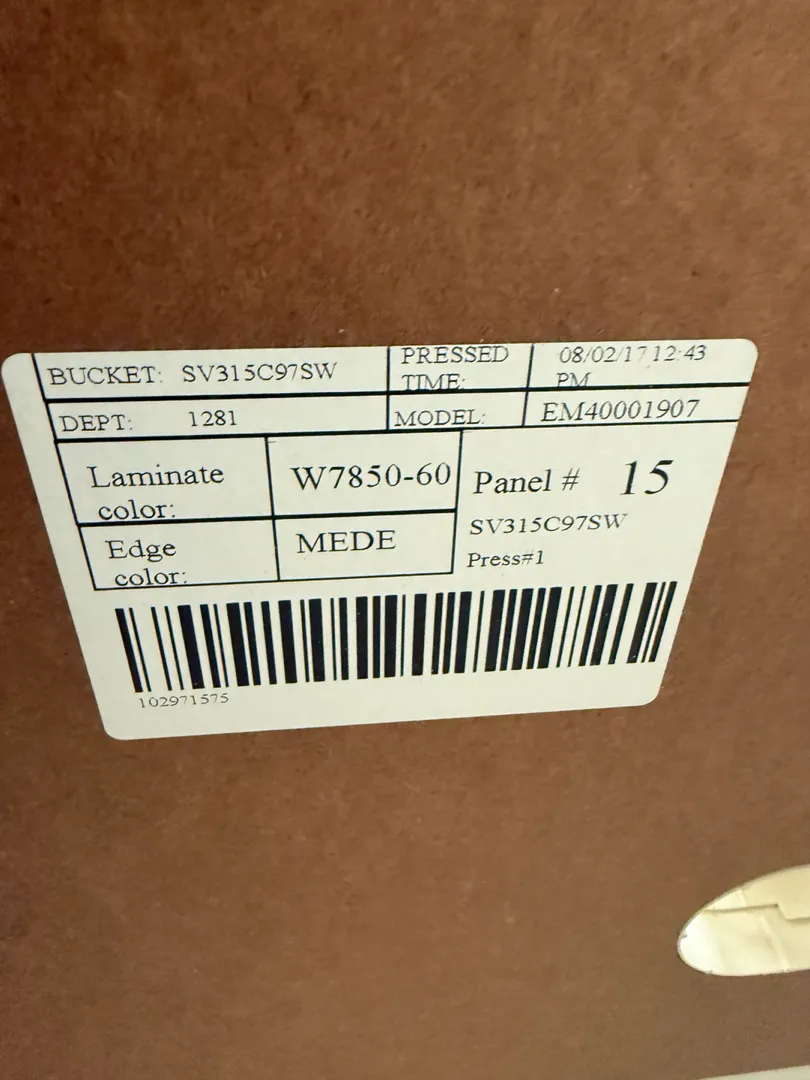 BUCKET: SV315C97SW
PRESSED TIME:
08/02/17 12:43 PM
DEPT: 1281
MODEL: EM40001907
Laminate color:
W7850-60
Edge color:
MEDE
Panel # 15
SV315C97SW
Press#1
102971575